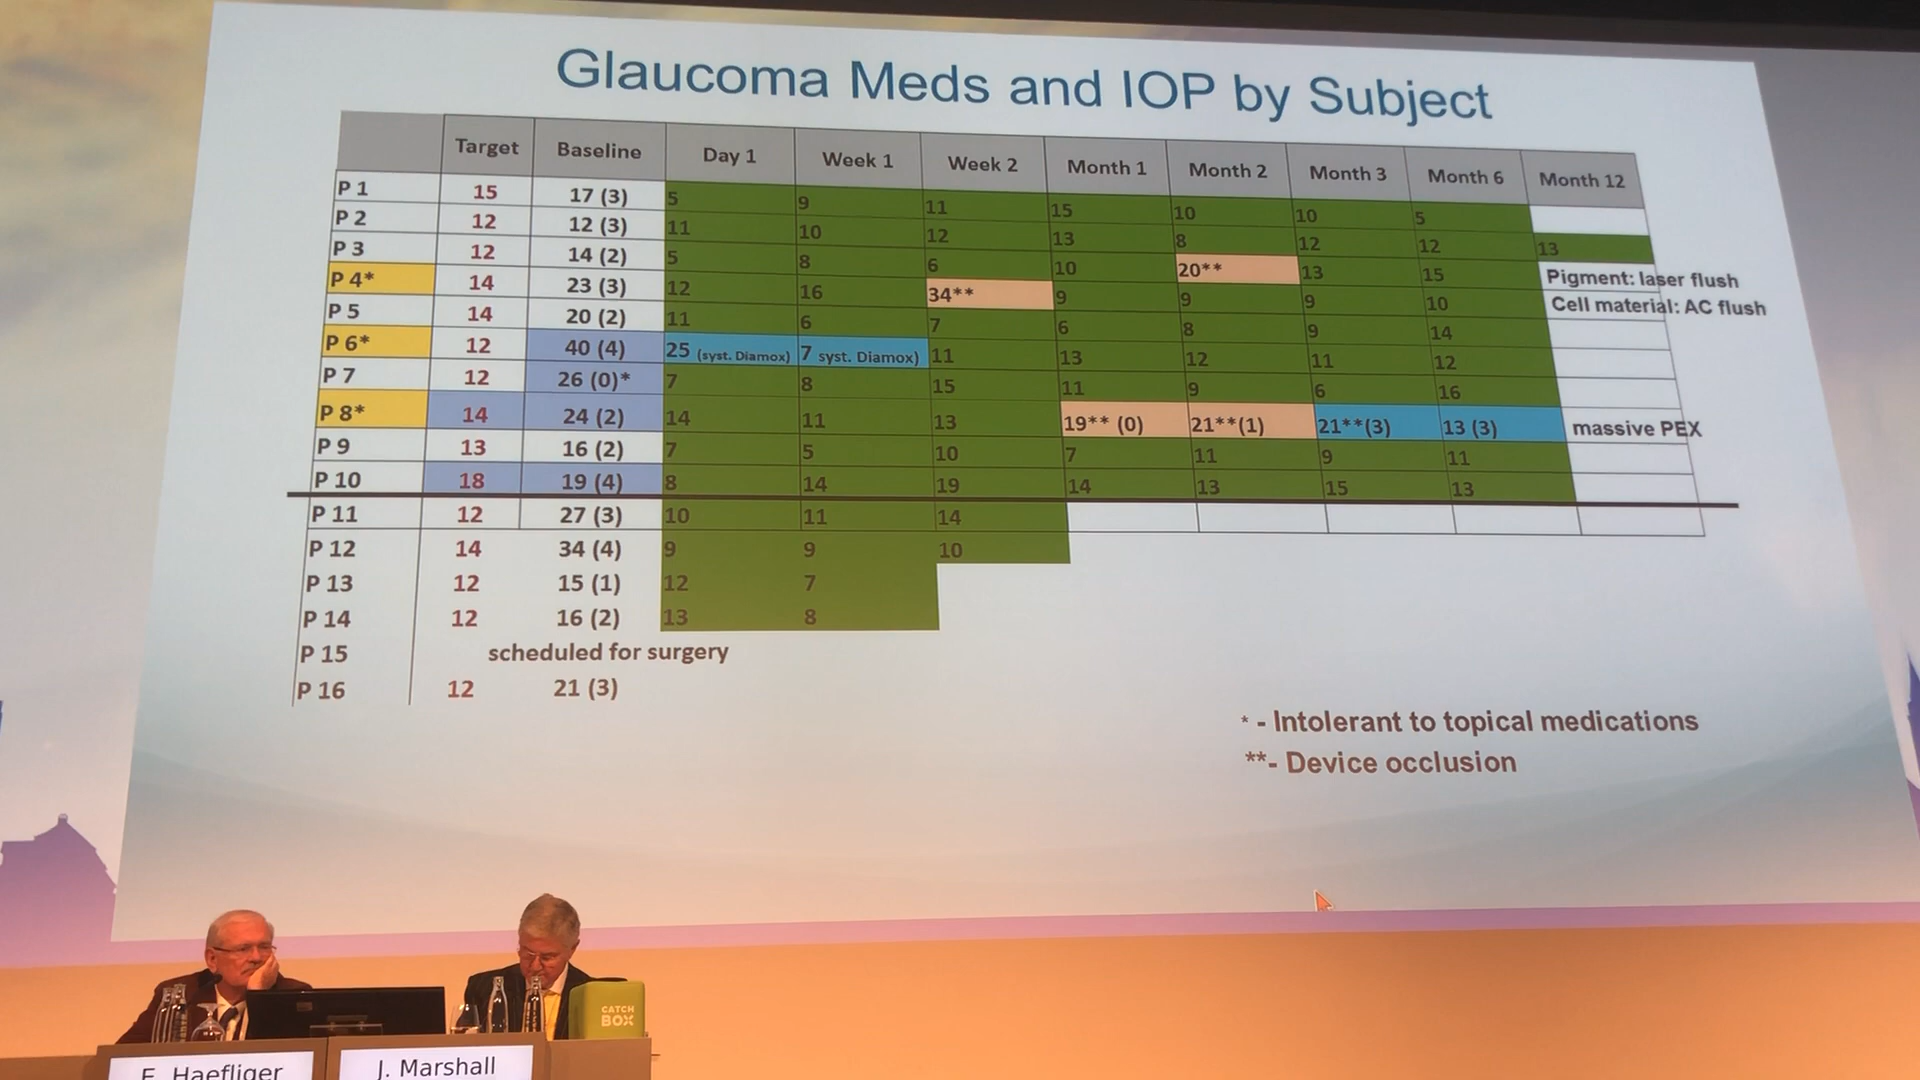 Glaucoma Meds and IOP by Subject
Target Baseline Day 1 Week 1 Week 2 Month 1 Month 2 Month 3 Month 6 Month 12
P 1 15 17 (3) 5 9 11 15 10 10 5
P 2 12 12 (3) 11 10 12 13 8 12 12 13
P 3 12 14 (2) 5 8 6 10 20** 13 15 Pigment: laser flush
P 4* 14 23 (3) 12 16 34** 9 9 9 10 Cell material: AC flush
P 5 14 20 (2) 11 6 7 6 8 9 14
P 6* 12 40 (4) 25 (syst. Diamox) 7 syst. Diamox) 11 13 12 11 12
P 7 12 26 (0)* 7 8 15 11 9 6 16
P 8* 14 24 (2) 14 11 13 19** (0) 21**(1) 21**(3) 13 (3) massive PEX
P 9 13 16 (2) 7 5 10 7 11 9 11
P 10 18 19 (4) 8 14 19 14 13 15 13
P 11 12 27 (3) 10 11 14
P 12 14 34 (4) 9 9 10
P 13 12 15 (1) 12 7
P 14 12 16 (2) 13 8
P 15 scheduled for surgery
P 16 12 21 (3)
* - Intolerant to topical medications
**- Device occlusion
CATCH
BOX
E. Haefliger
J. Marshall